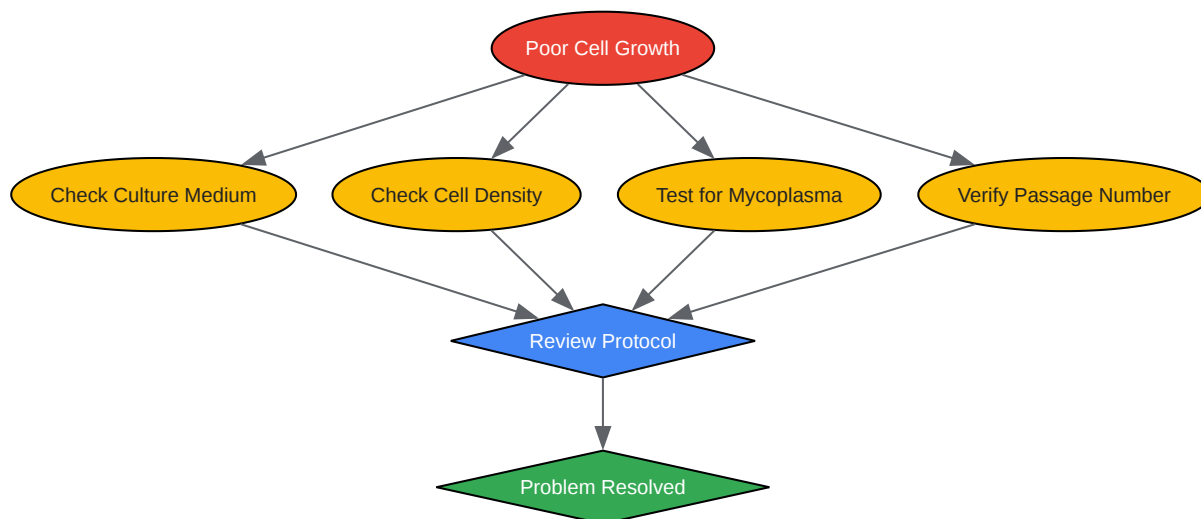 Poor Cell Growth
Check Culture Medium
Check Cell Density
Test for Mycoplasma
Verify Passage Number
Review Protocol
Problem Resolved